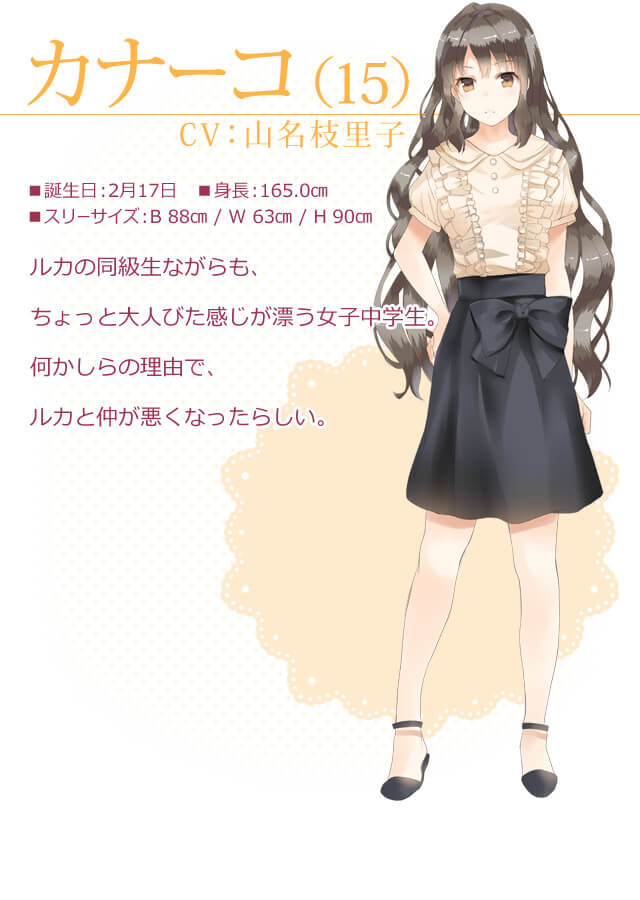 カナーコ(15)
CV:山名枝里子
■誕生日:2月17日 ■身長:165.0㎝
■スリーサイズ:B 88㎝ / W 63㎝ / H 90㎝
ルカの同級生ながらも、
ちょっと大人びた感じが漂う女子中学生。
何かしらの理由で、
ルカと仲が悪くなったらしい。